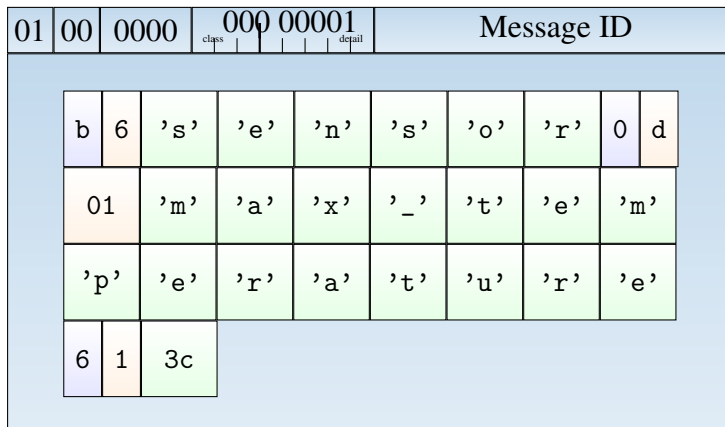 01 00 0000 000 00001 Message ID
class detail
b 6 ’s’ ’e’ ’n’ ’s’ ’o’ ’r’ 0 d
01 ’m’ ’a’ ’x’ ’_’ ’t’ ’e’ ’m’
’p’ ’e’ ’r’ ’a’ ’t’ ’u’ ’r’ ’e’
6 1 3c